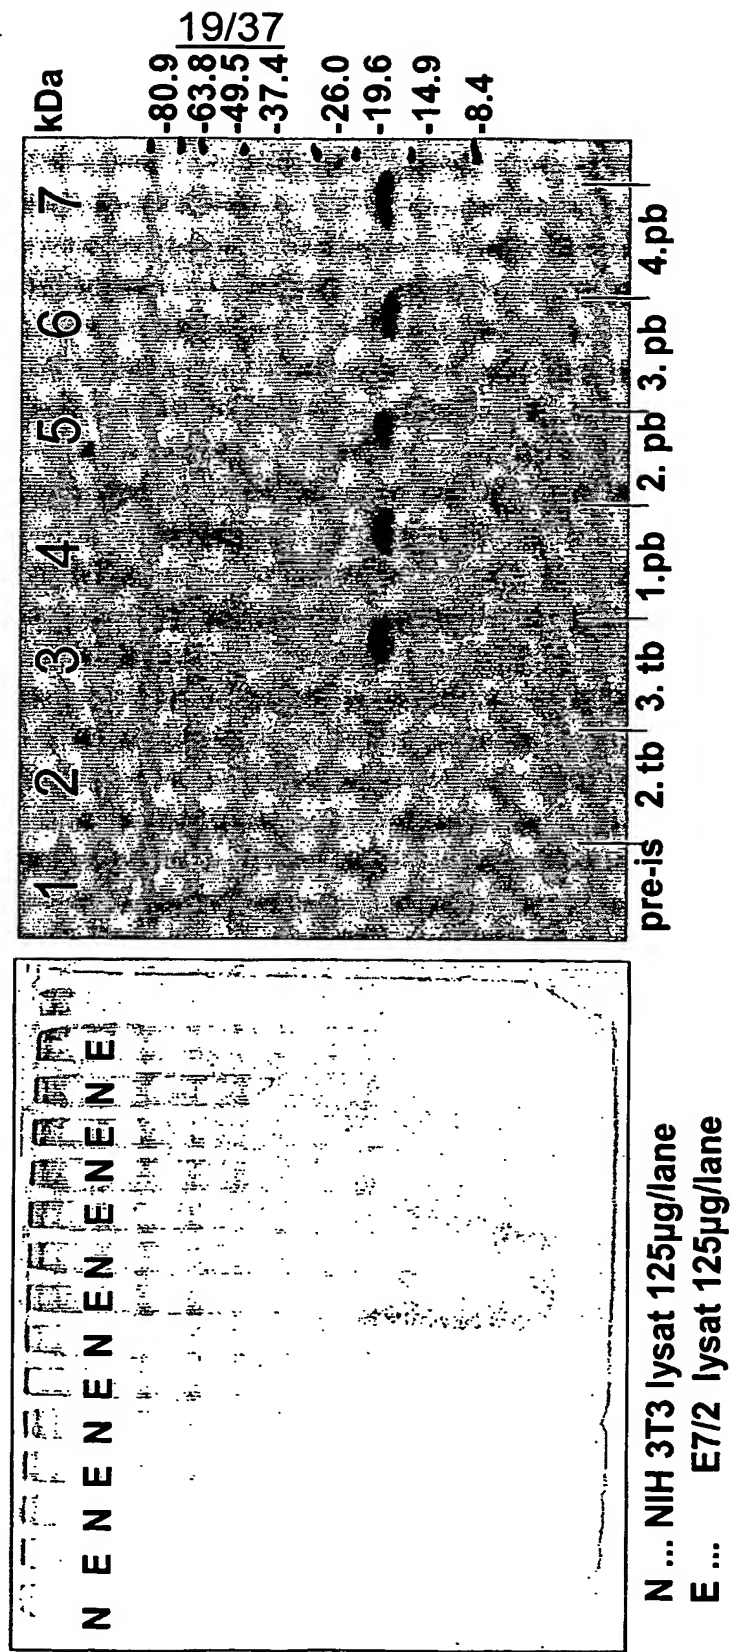 19/37
kDa
-80.9
-63.8
-49.5
-37.4
-26.0
-19.6
-14.9
-8.4
1 2 3 4 5 6 7
pre-is 2. tb 3. tb 1.pb 2. pb 3. pb 4.pb
N E N E N E N E N E N E N E
N ... NIH 3T3 lysat 125µg/lane
E ... E7/2 lysat 125µg/lane